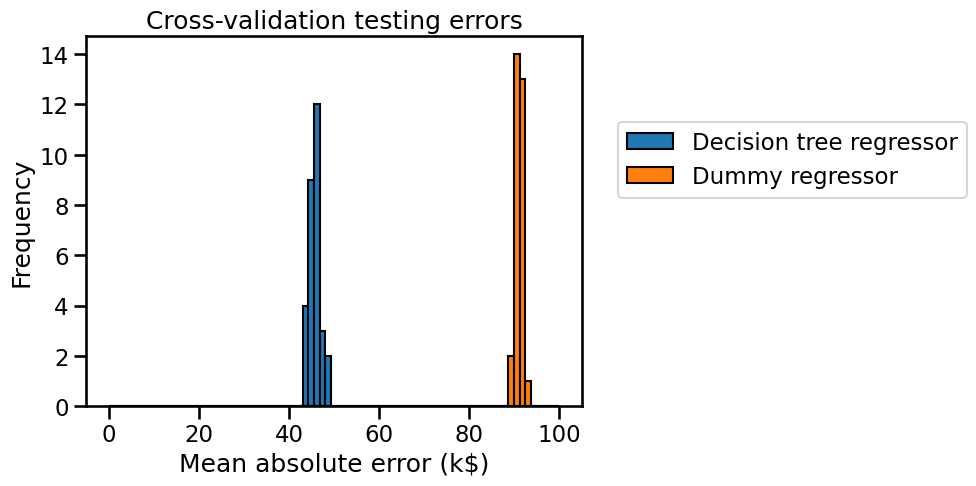 Cross-validation testing errors
14
12
10
8
6
4
2
0
Frequency
0 20 40 60 80 100
Mean absolute error (k$)
Decision tree regressor
Dummy regressor